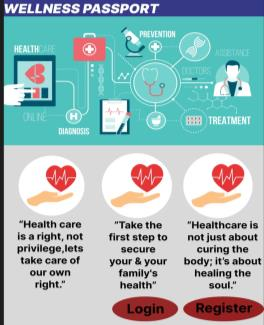 WELLNESS PASSPORT
PREVENTION
HEALTHCARE
ASSISTANCE
DOCTORS
ONLINE
H
TREATMENT
DIAGNOSIS
“Health care
is a right, not
privilege,lets
take care of
our own
right.”
“Take the
first step to
secure
your & your
family's
health”
“Healthcare is
not just about
curing the
body; it's about
healing the
soul.”
Login
Register